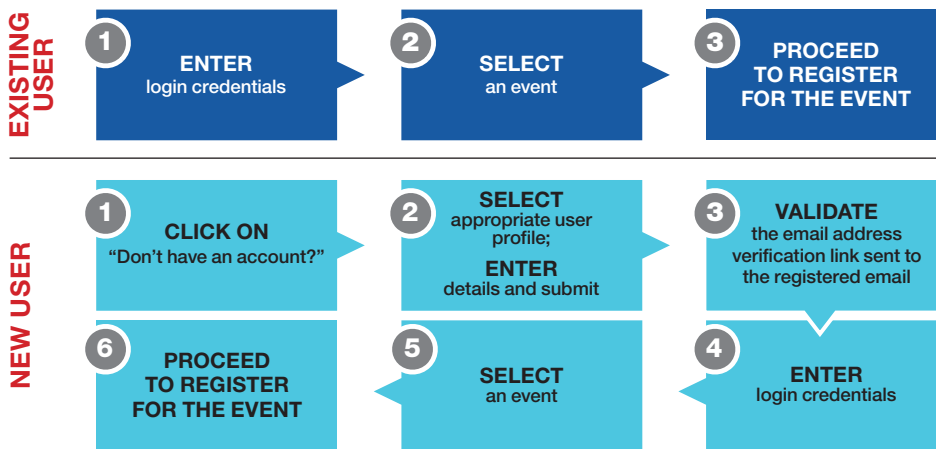 EXISTING
USER
1
ENTER
login credentials
2
SELECT
an event
3
PROCEED
TO REGISTER
FOR THE EVENT
NEW USER
1
CLICK ON
“Don’t have an account?”
2
SELECT
appropriate user
profile;
ENTER
details and submit
3
VALIDATE
the email address
verification link sent to
the registered email
4
ENTER
login credentials
5
SELECT
an event
6
PROCEED
TO REGISTER
FOR THE EVENT